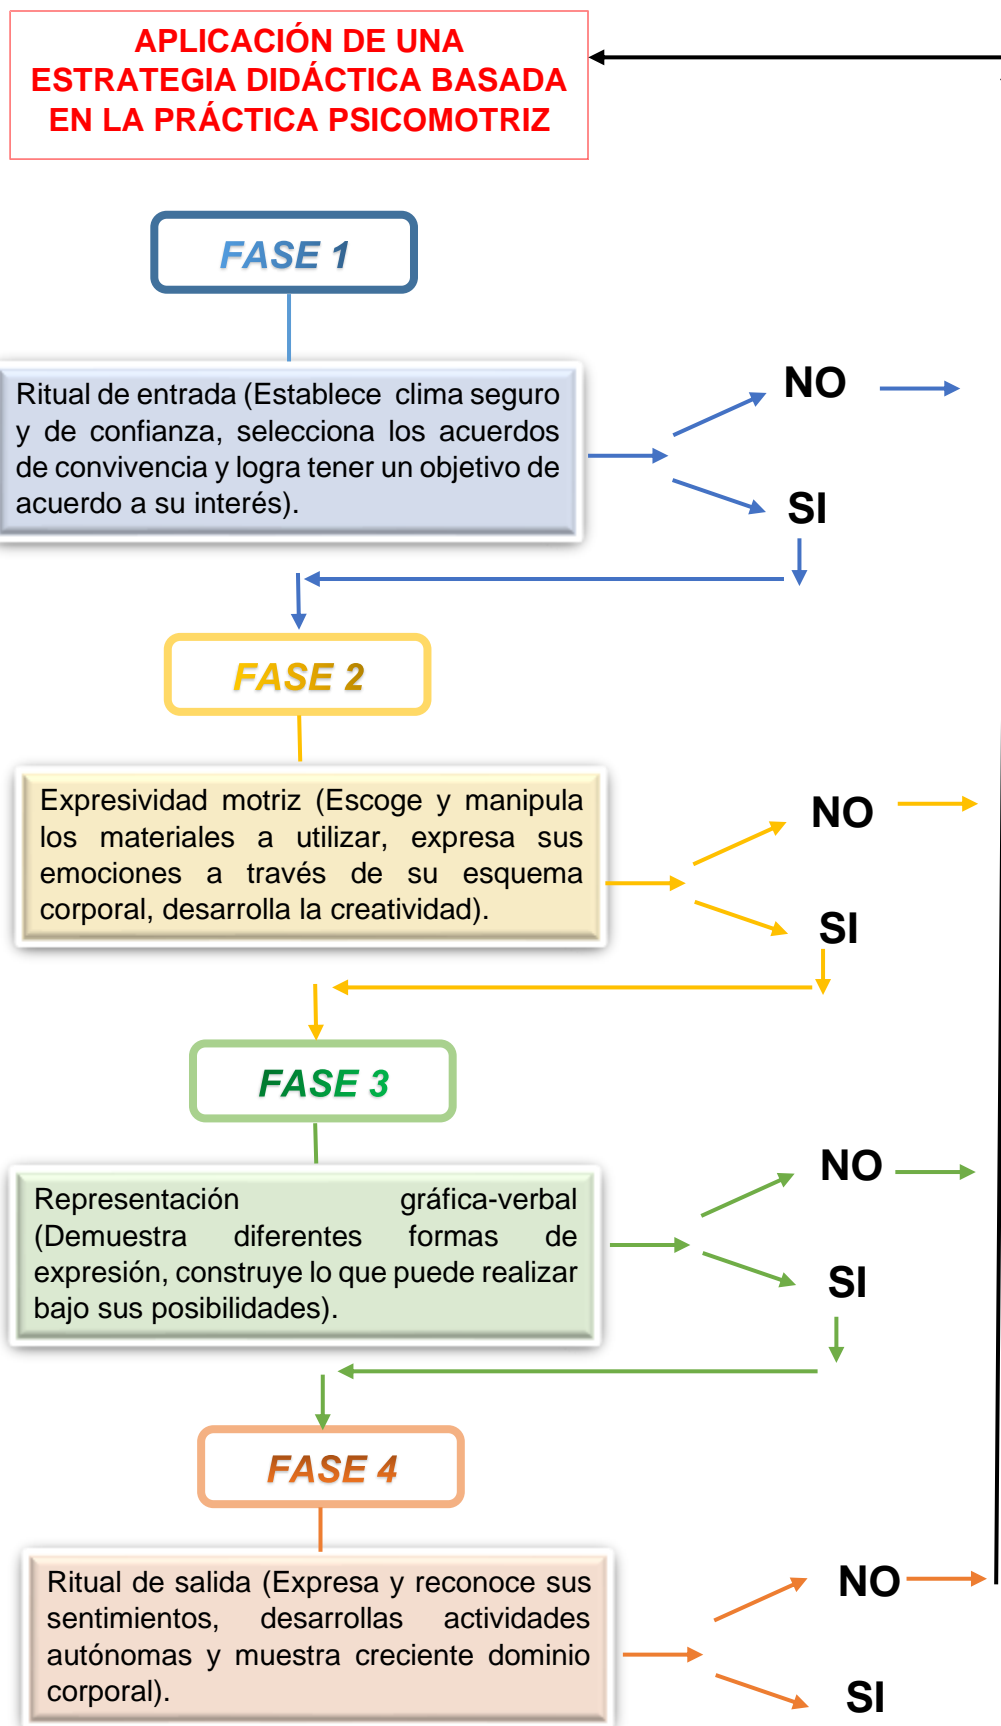 APLICACIÓN DE UNA
ESTRATEGIA DIDÁCTICA BASADA
EN LA PRÁCTICA PSICOMOTRIZ
FASE 1
Ritual de entrada (Establece clima seguro
y de confianza, selecciona los acuerdos
de convivencia y logra tener un objetivo de
acuerdo a su interés).
NO
SI
FASE 2
Expresividad motriz (Escoge y manipula
los materiales a utilizar, expresa sus
emociones a través de su esquema
corporal, desarrolla la creatividad).
NO
SI
FASE 3
Representación gráfica-verbal
(Demuestra diferentes formas de
expresión, construye lo que puede realizar
bajo sus posibilidades).
NO
SI
FASE 4
Ritual de salida (Expresa y reconoce sus
sentimientos, desarrollas actividades
autónomas y muestra creciente dominio
corporal).
NO
SI